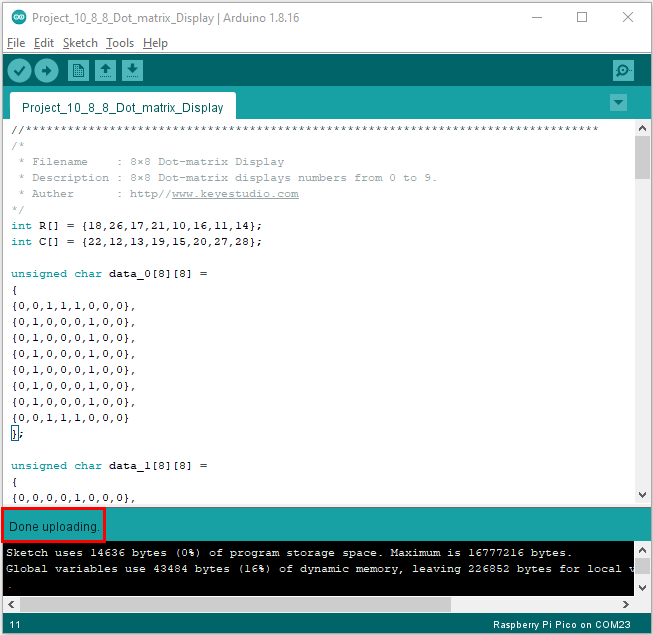 Project_10_8_8_Dot_matrix_Display | Arduino 1.8.16
File Edit Sketch Tools Help
Project_10_8_8_Dot_matrix_Display
//**********************************************************************************
/*
 * Filename    : 8×8 Dot-matrix Display
 * Description : 8×8 Dot-matrix displays numbers from 0 to 9.
 * Auther      : http//www.keyestudio.com
*/
int R[] = {18,26,17,21,10,16,11,14};
int C[] = {22,12,13,19,15,20,27,28};
unsigned char data_0[8][8] =
{
{0,0,1,1,1,0,0,0},
{0,1,0,0,0,1,0,0},
{0,1,0,0,0,1,0,0},
{0,1,0,0,0,1,0,0},
{0,1,0,0,0,1,0,0},
{0,1,0,0,0,1,0,0},
{0,1,0,0,0,1,0,0},
{0,0,1,1,1,0,0,0}
};
unsigned char data_1[8][8] =
{
{0,0,0,0,1,0,0,0},
Done uploading.
Sketch uses 14636 bytes (0%) of program storage space. Maximum is 16777216 bytes.
Global variables use 43484 bytes (16%) of dynamic memory, leaving 226852 bytes for local
.
11
Raspberry Pi Pico on COM23